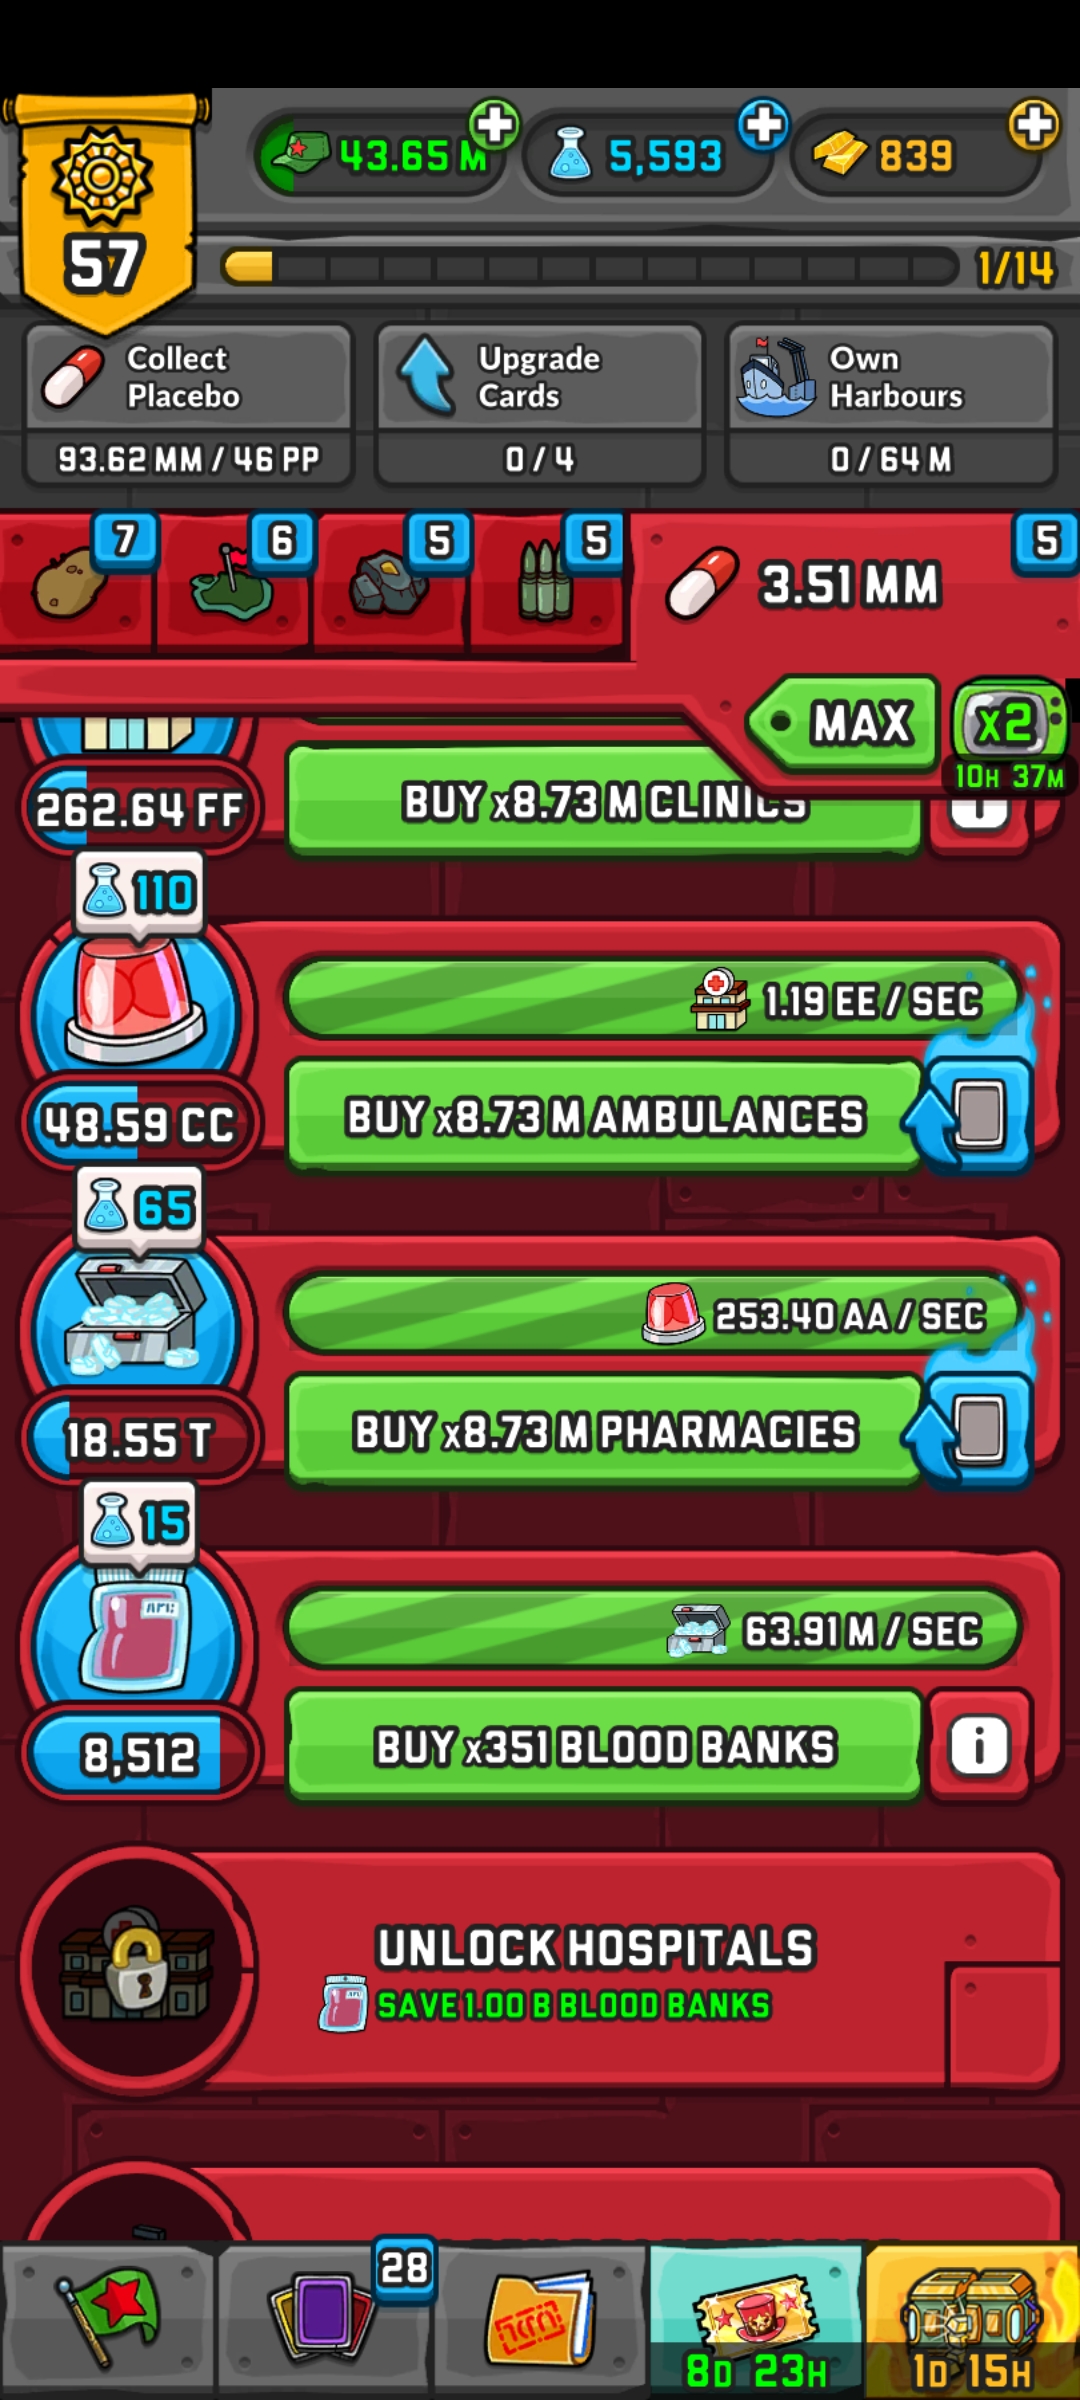 43.65 M
5,593
839
57
1/14
Collect
Placebo
93.62 MM / 46 PP
Upgrade
Cards
0 / 4
Own
Harbours
0 / 64 M
7
6
5
5
5
3.51 MM
MAX
x2
10H 37M
262.64 FF
BUY x8.73 M CLINICS
110
1.19 EE / SEC
48.59 CC
BUY x8.73 M AMBULANCES
65
253.40 AA / SEC
18.55 T
BUY x8.73 M PHARMACIES
15
63.91 M / SEC
8,512
BUY x351 BLOOD BANKS
i
UNLOCK HOSPITALS
SAVE 1.00 B BLOOD BANKS
28
8D 23H
1D 15H